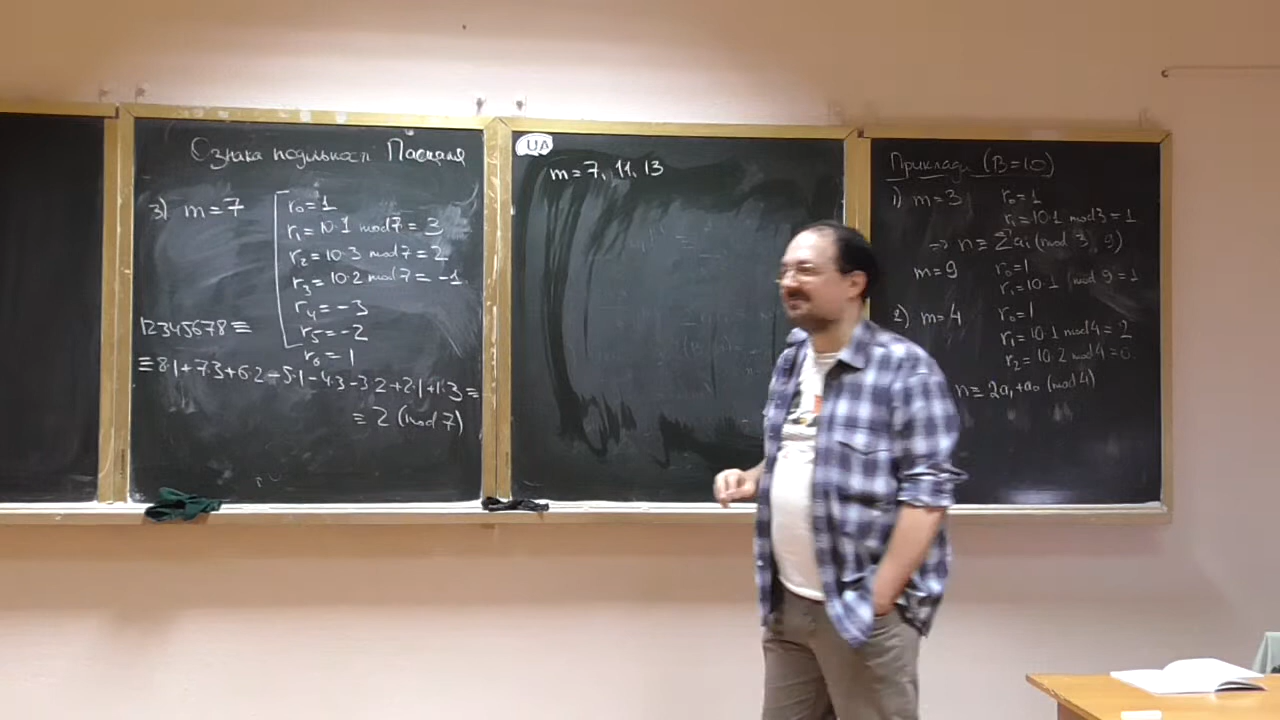 Ознака подільності Паскаля
3) m=7
r₀=1
r₁=10·1 mod 7=3
r₂=10·3 mod 7=2
r₃=10·2 mod 7=-1
r₄=-3
r₅=-2
r₆=1
12345678≡
≡8·1+7·3+6·2-5·1-4·3-3·2+2·1+1·3≡
≡2 (mod 7)
UA
m=7, 11, 13
Приклади (B=10)
1) m=3
r₀=1
r₁=10·1 mod 3=1
⇒ n≡Σaᵢ (mod 3, 9)
m=9
r₀=1
r₁=10·1 mod 9=1
2) m=4
r₀=1
r₁=10·1 mod 4=2
r₂=10·2 mod 4=0
n≡2a₁+a₀ (mod 4)